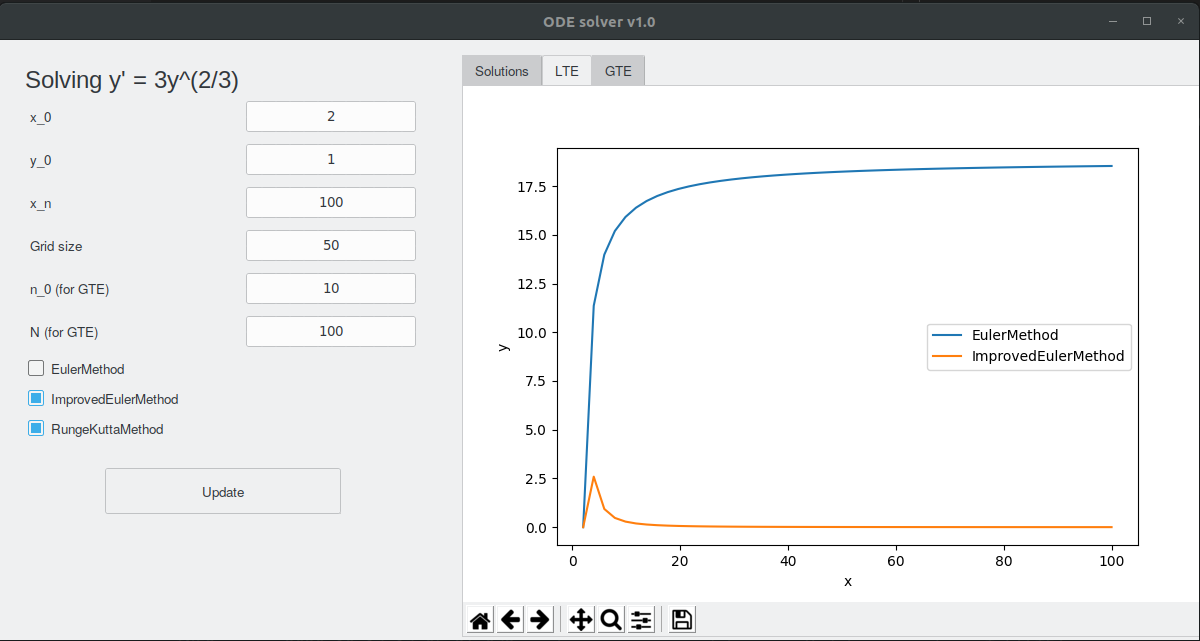 ODE solver v1.0
Solving y' = 3y^(2/3)
x_0 2
y_0 1
x_n 100
Grid size 50
n_0 (for GTE) 10
N (for GTE) 100
EulerMethod
ImprovedEulerMethod
RungeKuttaMethod
Update
Solutions LTE GTE
17.5
15.0
12.5
10.0
7.5
5.0
2.5
0.0
y
EulerMethod
ImprovedEulerMethod
0 20 40 60 80 100
x